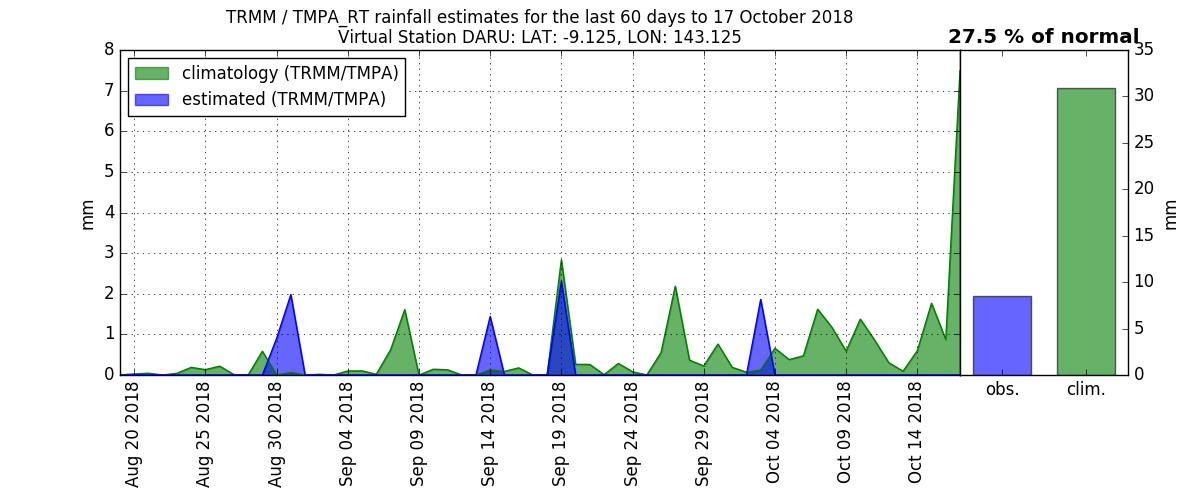 TRMM / TMPA_RT rainfall estimates for the last 60 days to 17 October 2018
Virtual Station DARU: LAT: -9.125, LON: 143.125
27.5 % of normal
climatology (TRMM/TMPA)
estimated (TRMM/TMPA)
8
7
6
5
4
3
2
1
0
mm
Aug 20 2018
Aug 25 2018
Aug 30 2018
Sep 04 2018
Sep 09 2018
Sep 14 2018
Sep 19 2018
Sep 24 2018
Sep 29 2018
Oct 04 2018
Oct 09 2018
Oct 14 2018
35
30
25
20
15
10
5
0
mm
obs.
clim.